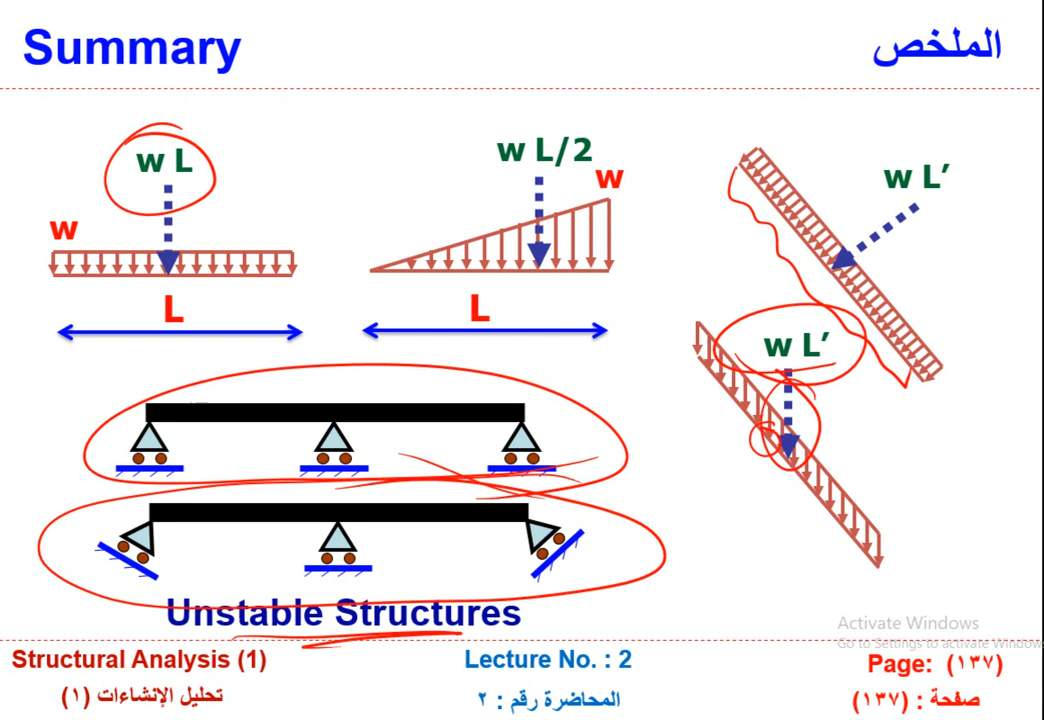 Summary
الملخص
w L
w
L
w L/2
w
L
w L’
w L’
Unstable Structures
Activate Windows
Go to Settings to activate Window
Structural Analysis (1)
Lecture No. : 2
Page: (١٣٧)
تحليل الإنشاءات (١)
المحاضرة رقم : ٢
صفحة : (١٣٧)